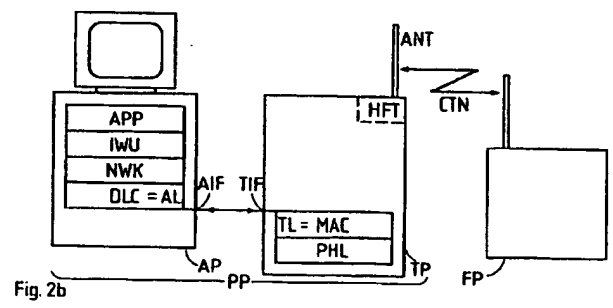 ANT
HFT
CTN
APP
IWU
NWK
DLC = AL
AIF
TIF
TL = MAC
PHL
AP
PP
TP
FP
Fig. 2b